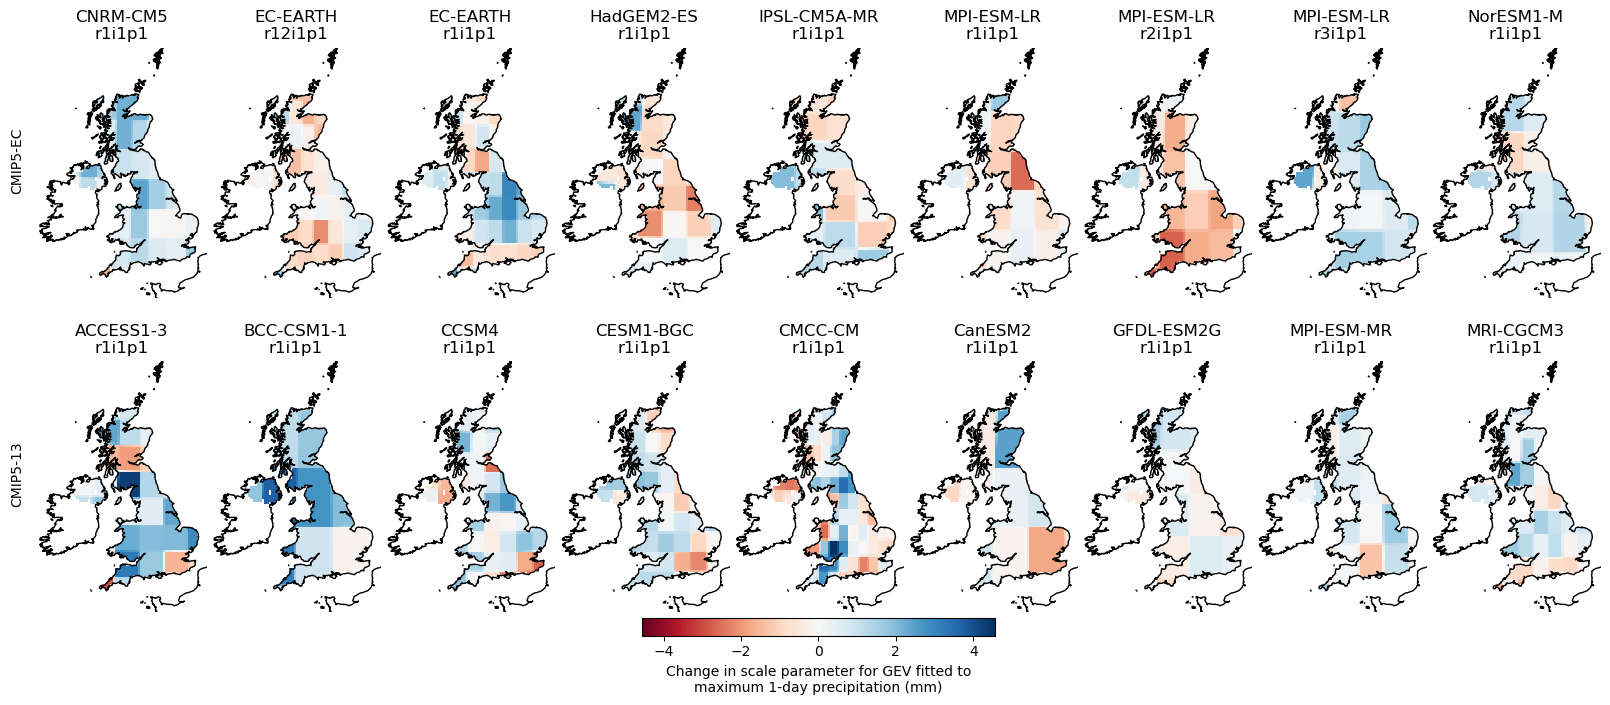 CNRM-CM5
r1i1p1
EC-EARTH
r12i1p1
EC-EARTH
r1i1p1
HadGEM2-ES
r1i1p1
IPSL-CM5A-MR
r1i1p1
MPI-ESM-LR
r1i1p1
MPI-ESM-LR
r2i1p1
MPI-ESM-LR
r3i1p1
NorESM1-M
r1i1p1
CMIP5-EC
ACCESS1-3
r1i1p1
BCC-CSM1-1
r1i1p1
CCSM4
r1i1p1
CESM1-BGC
r1i1p1
CMCC-CM
r1i1p1
CanESM2
r1i1p1
GFDL-ESM2G
r1i1p1
MPI-ESM-MR
r1i1p1
MRI-CGCM3
r1i1p1
CMIP5-13
−4 −2 0 2 4
Change in scale parameter for GEV fitted to
maximum 1-day precipitation (mm)